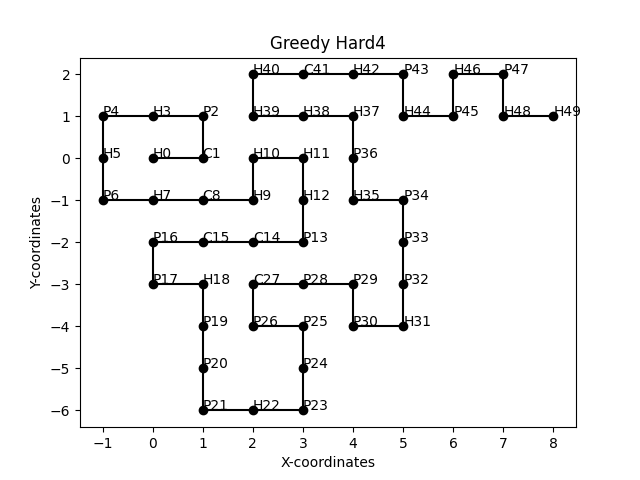 Greedy Hard4
H40 C41 H42 P43 H46 P47
P4 H3 P2 H39 H38 H37 H44 P45 H48 H49
H5 H0 C1 H10 H11 P36
P6 H7 C8 H9 H12 H35 P34
P16 C15 C14 P13 P33
P17 H18 C27 P28 P29 P32
P19 P26 P25 P30 H31
P20 P24
P21 H22 P23
2
1
0
−1
−2
−3
−4
−5
−6
Y-coordinates
−1 0 1 2 3 4 5 6 7 8
X-coordinates